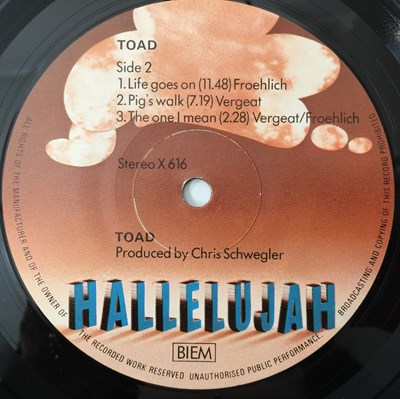 TOAD
Side 2
1. Life goes on (11.48) Froehlich
2. Pig's walk (7.19) Vergeat
3. The one I mean (2.28) Vergeat/Froehlich
Stereo X 616
TOAD
Produced by Chris Schwegler
HALLELUJAH
BIEM
ALL RIGHTS OF THE MANUFACTURER AND OF THE OWNER OF THE RECORDED WORK RESERVED UNAUTHORISED PUBLIC PERFORMANCE. BROADCASTING AND COPYING OF THIS RECORD PROHIBITED